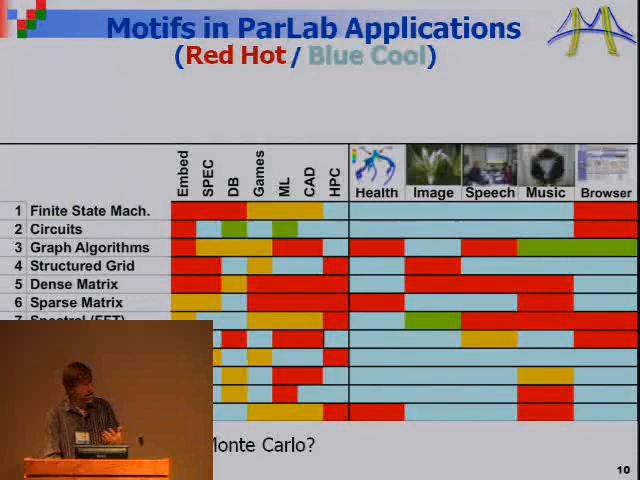 Motifs in ParLab Applications
(Red Hot / Blue Cool)
Embed SPEC DB Games ML CAD HPC Health Image Speech Music Browser
1 Finite State Mach.
2 Circuits
3 Graph Algorithms
4 Structured Grid
5 Dense Matrix
6 Sparse Matrix
7 Spectral (FFT)
Monte Carlo?
10